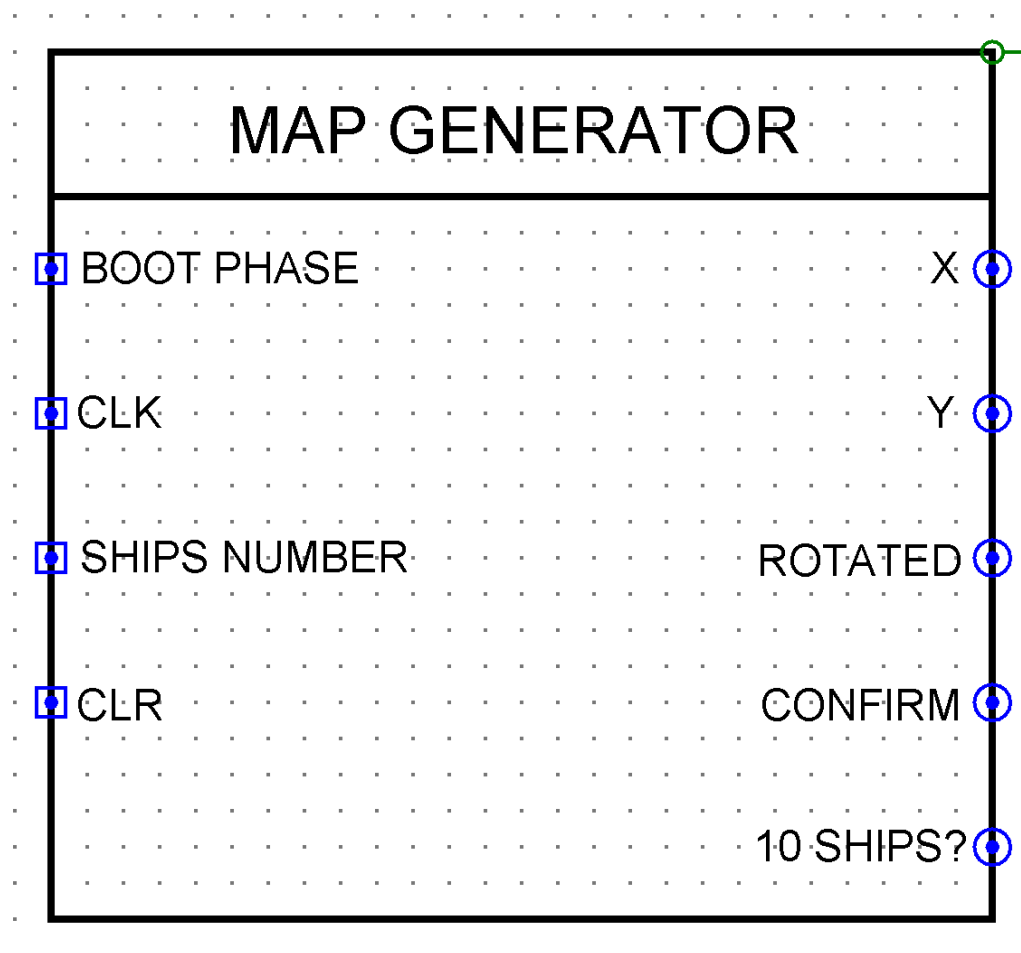 MAP GENERATOR
BOOT PHASE
X
CLK
Y
SHIPS NUMBER
ROTATED
CLR
CONFIRM
10 SHIPS?